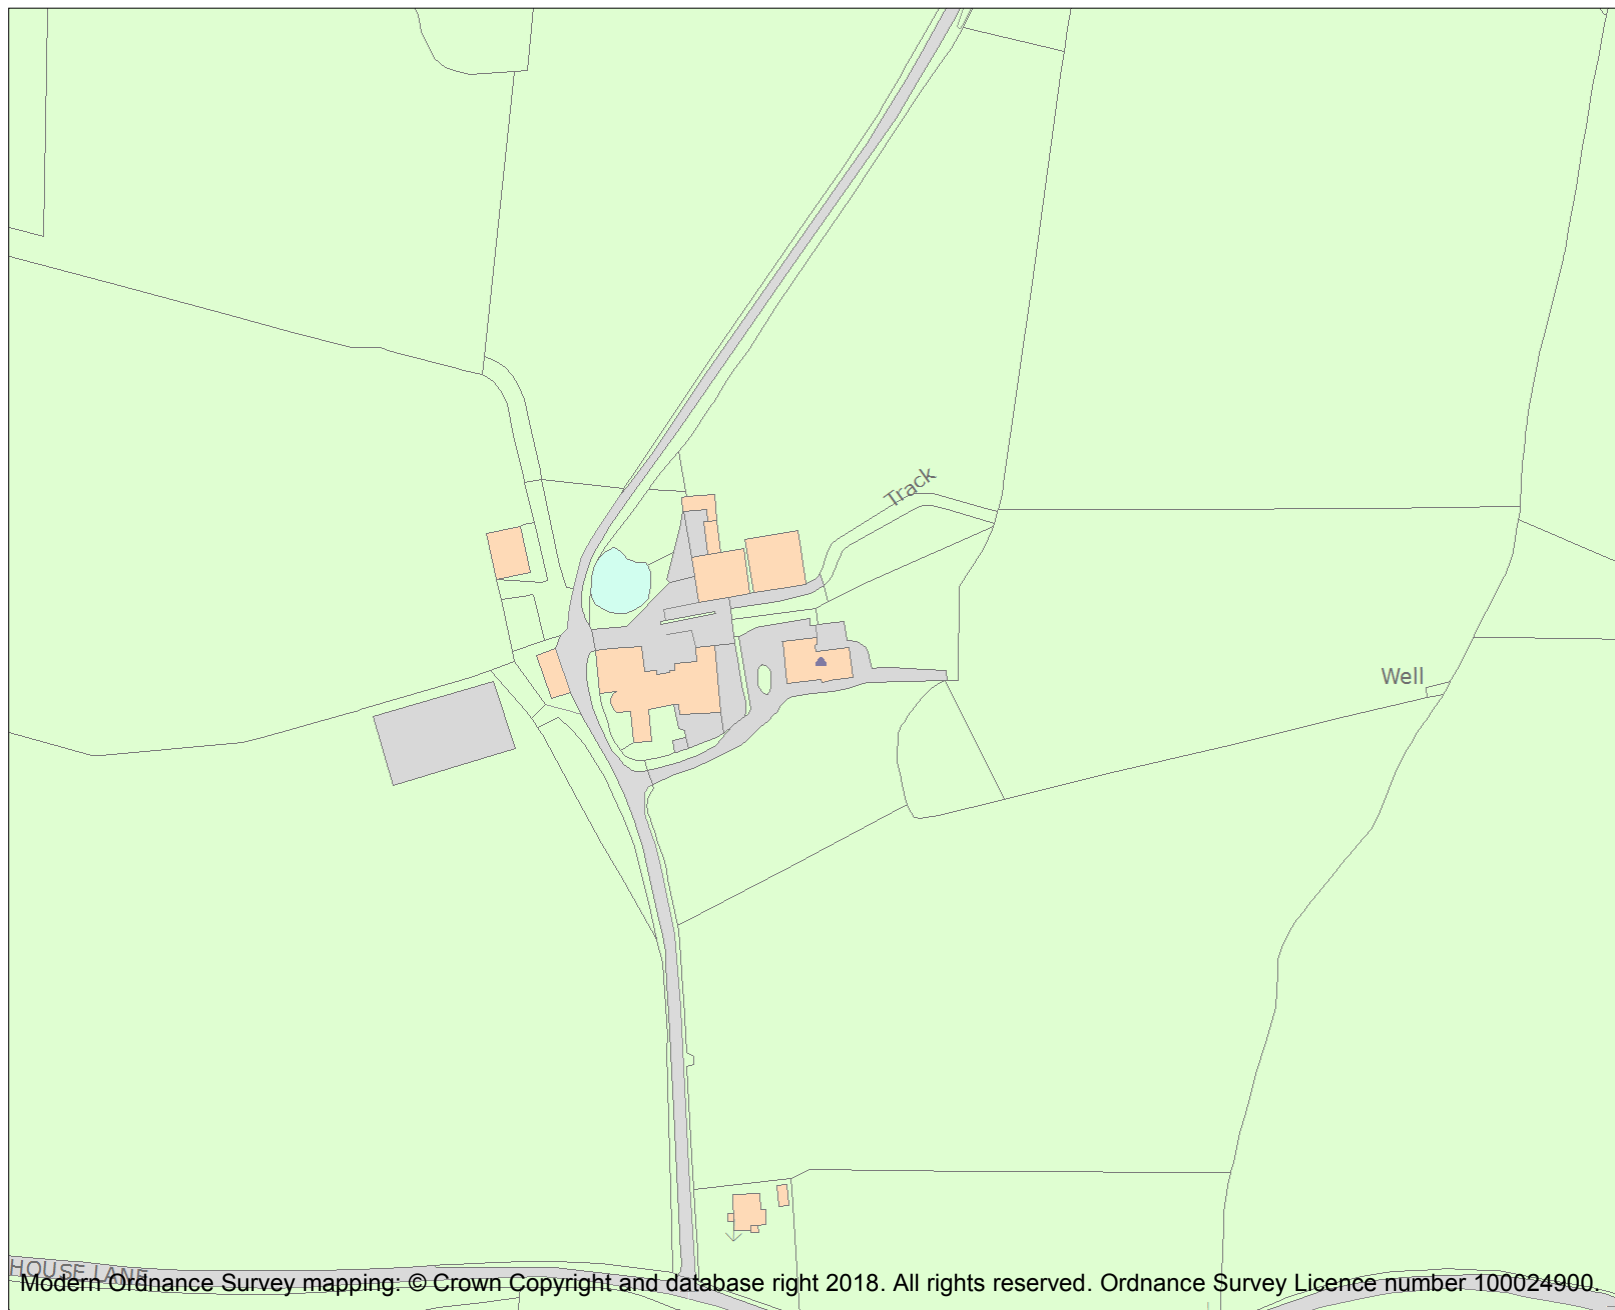 Track
Well
HOUSE LANE
Modern Ordnance Survey mapping: © Crown Copyright and database right 2018. All rights reserved. Ordnance Survey Licence number 100024900.